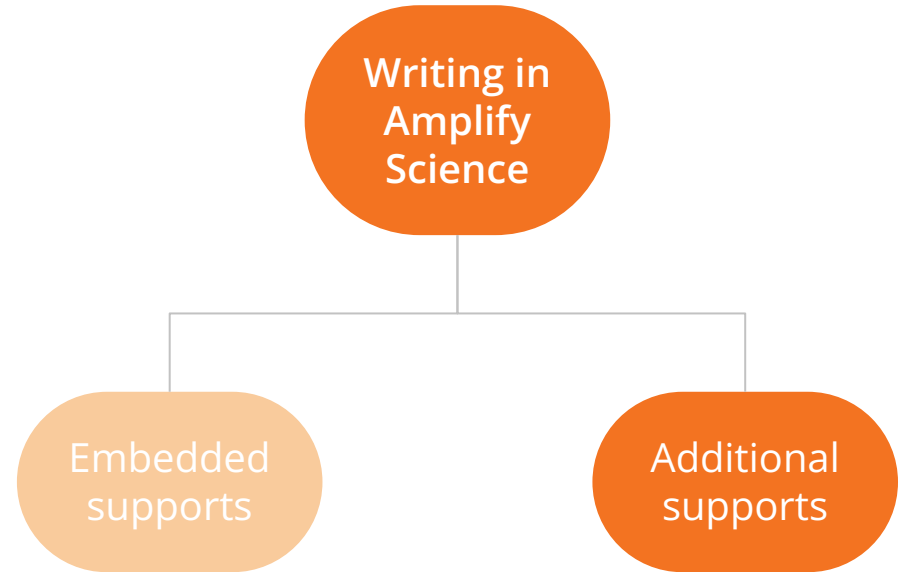 Writing in
Amplify
Science
Embedded
supports
Additional
supports